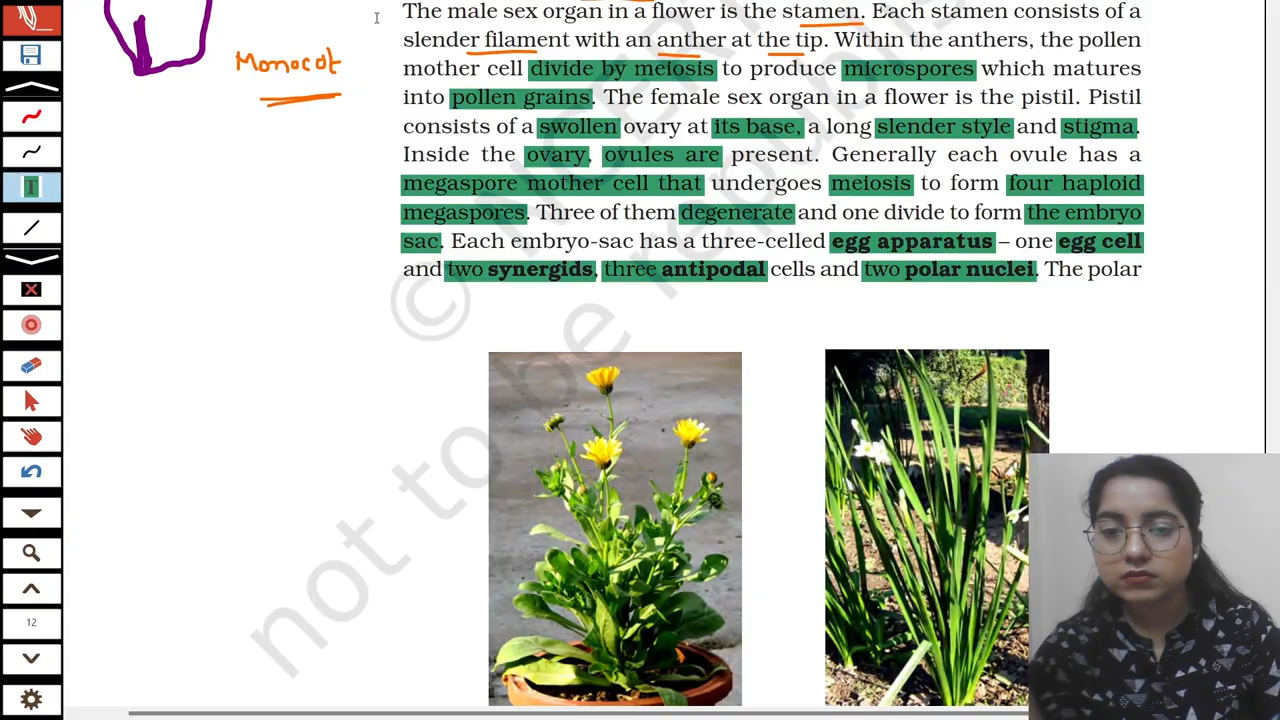 The male sex organ in a flower is the stamen. Each stamen consists of a
slender filament with an anther at the tip. Within the anthers, the pollen
Monocot
mother cell divide by meiosis to produce microspores which matures
into pollen grains. The female sex organ in a flower is the pistil. Pistil
consists of a swollen ovary at its base, a long slender style and stigma.
Inside the ovary, ovules are present. Generally each ovule has a
megaspore mother cell that undergoes meiosis to form four haploid
megaspores. Three of them degenerate and one divide to form the embryo
sac. Each embryo-sac has a three-celled egg apparatus – one egg cell
and two synergids, three antipodal cells and two polar nuclei. The polar
© NCERT
not to be republis
T
12